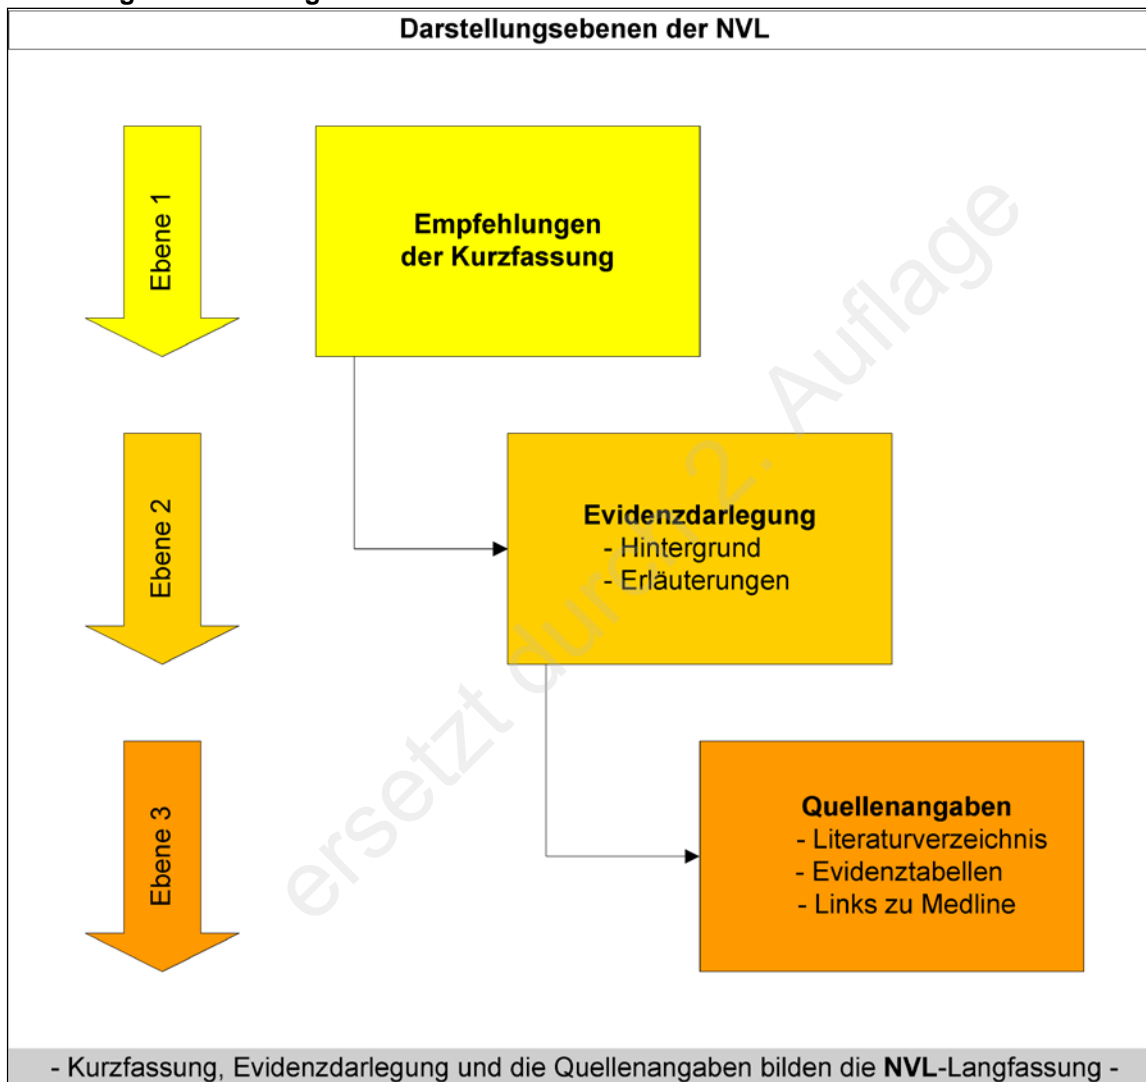 Darstellungsebenen der NVL
Ebene 1
Empfehlungen
der Kurzfassung
Ebene 2
Evidenzdarlegung
- Hintergrund
- Erläuterungen
Ebene 3
Quellenangaben
- Literaturverzeichnis
- Evidenztabellen
- Links zu Medline
ersetzt durch 2. Auflage
- Kurzfassung, Evidenzdarlegung und die Quellenangaben bilden die NVL-Langfassung -